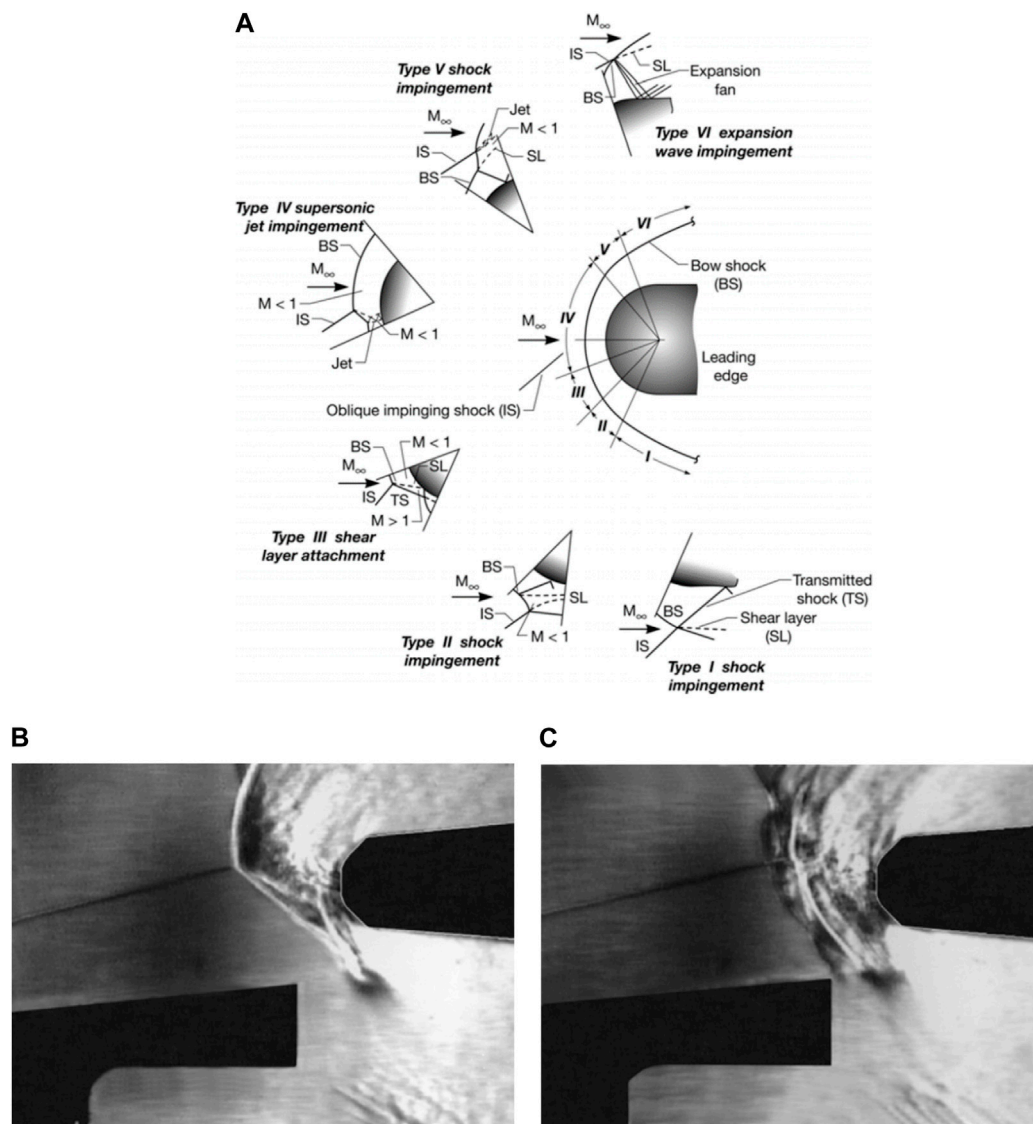 A
M∞
IS
SL
Expansion
fan
BS
Type VI expansion
wave impingement
Type V shock
impingement
Jet
M∞
M < 1
IS
SL
BS
Type IV supersonic
jet impingement
BS
M∞
M < 1
IS
M < 1
Jet
VI
V
Bow shock
(BS)
IV
M∞
Leading
edge
III
Oblique impinging shock (IS)
II
I
BS
M < 1
M∞
SL
IS
TS
M > 1
Type III shear
layer attachment
M∞
BS
SL
IS
M < 1
Type II shock
impingement
Transmitted
shock (TS)
BS
M∞
Shear layer
(SL)
IS
Type I shock
impingement
B
C